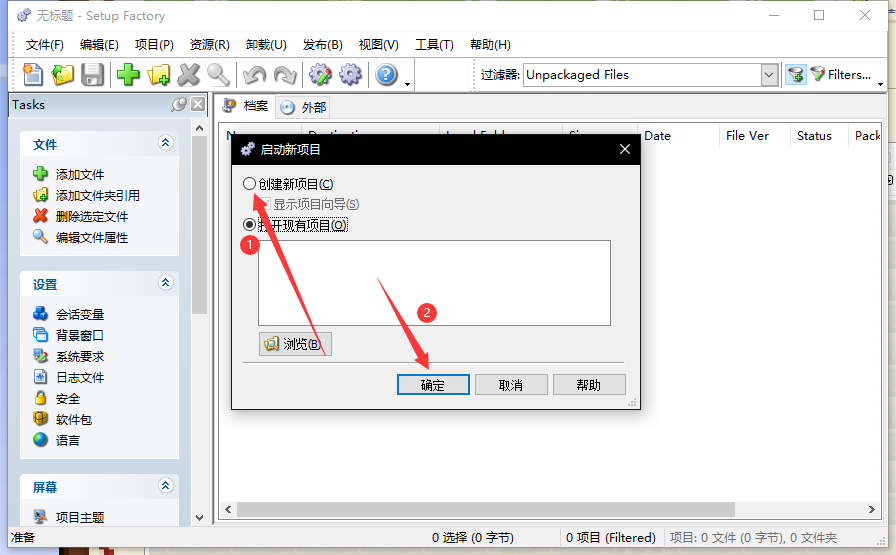 无标题 - Setup Factory
文件(F) 编辑(E) 项目(P) 资源(R) 卸载(U) 发布(B) 视图(V) 工具(T) 帮助(H)
过滤器: Unpackaged Files Filters...
Tasks
档案 外部
Date File Ver Status Pack
文件
添加文件
添加文件夹引用
删除选定文件
编辑文件属性
设置
会话变量
背景窗口
系统要求
日志文件
安全
软件包
语言
屏幕
项目主题
启动新项目
创建新项目(C)
显示项目向导(S)
打开现有项目(O)
1
2
浏览(B)
确定 取消 帮助
准备 0 选择 (0 字节) 0 项目 (Filtered) 项目: 0 文件 (0 字节), 0 文件夹